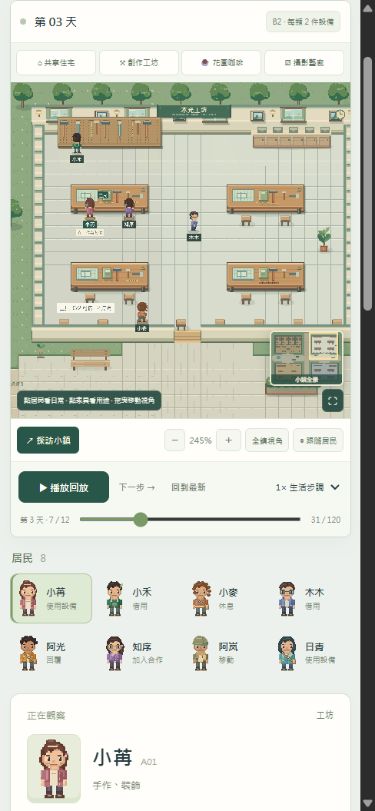 第 03 天
B2 · 每類 2 件設備
⌂ 共享住宅
⚒ 創作工坊
花園咖啡
攝影藝廊
木光工坊
小禾
小苒
知序
木木
小麥
小鎮全景
點居民看日常 · 點家具看用途 · 拖曳移動視角
↗ 探訪小鎮
− 245% +
全鎮視角
跟隨居民
▶ 播放回放
下一步 →
回到最新
1× 生活步調
第 3 天 · 7 / 12
31 / 120
居民 8
小苒
使用設備
小禾
借用
小麥
休息
木木
借用
阿光
回覆
知序
加入合作
阿嵐
移動
日青
使用設備
正在觀察
工坊
小苒 A01
手作、裝飾